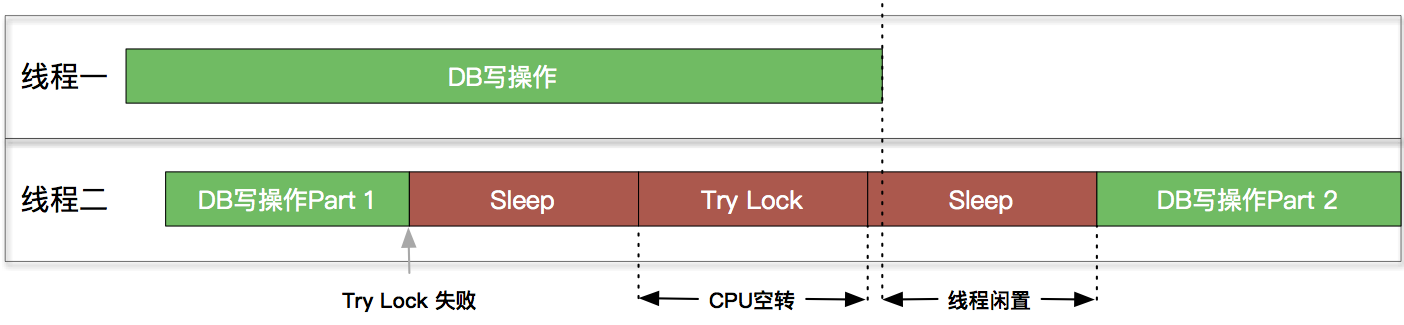 线程一
DB写操作
线程二
DB写操作Part 1
Sleep
Try Lock
Sleep
DB写操作Part 2
Try Lock 失败
CPU空转
线程闲置